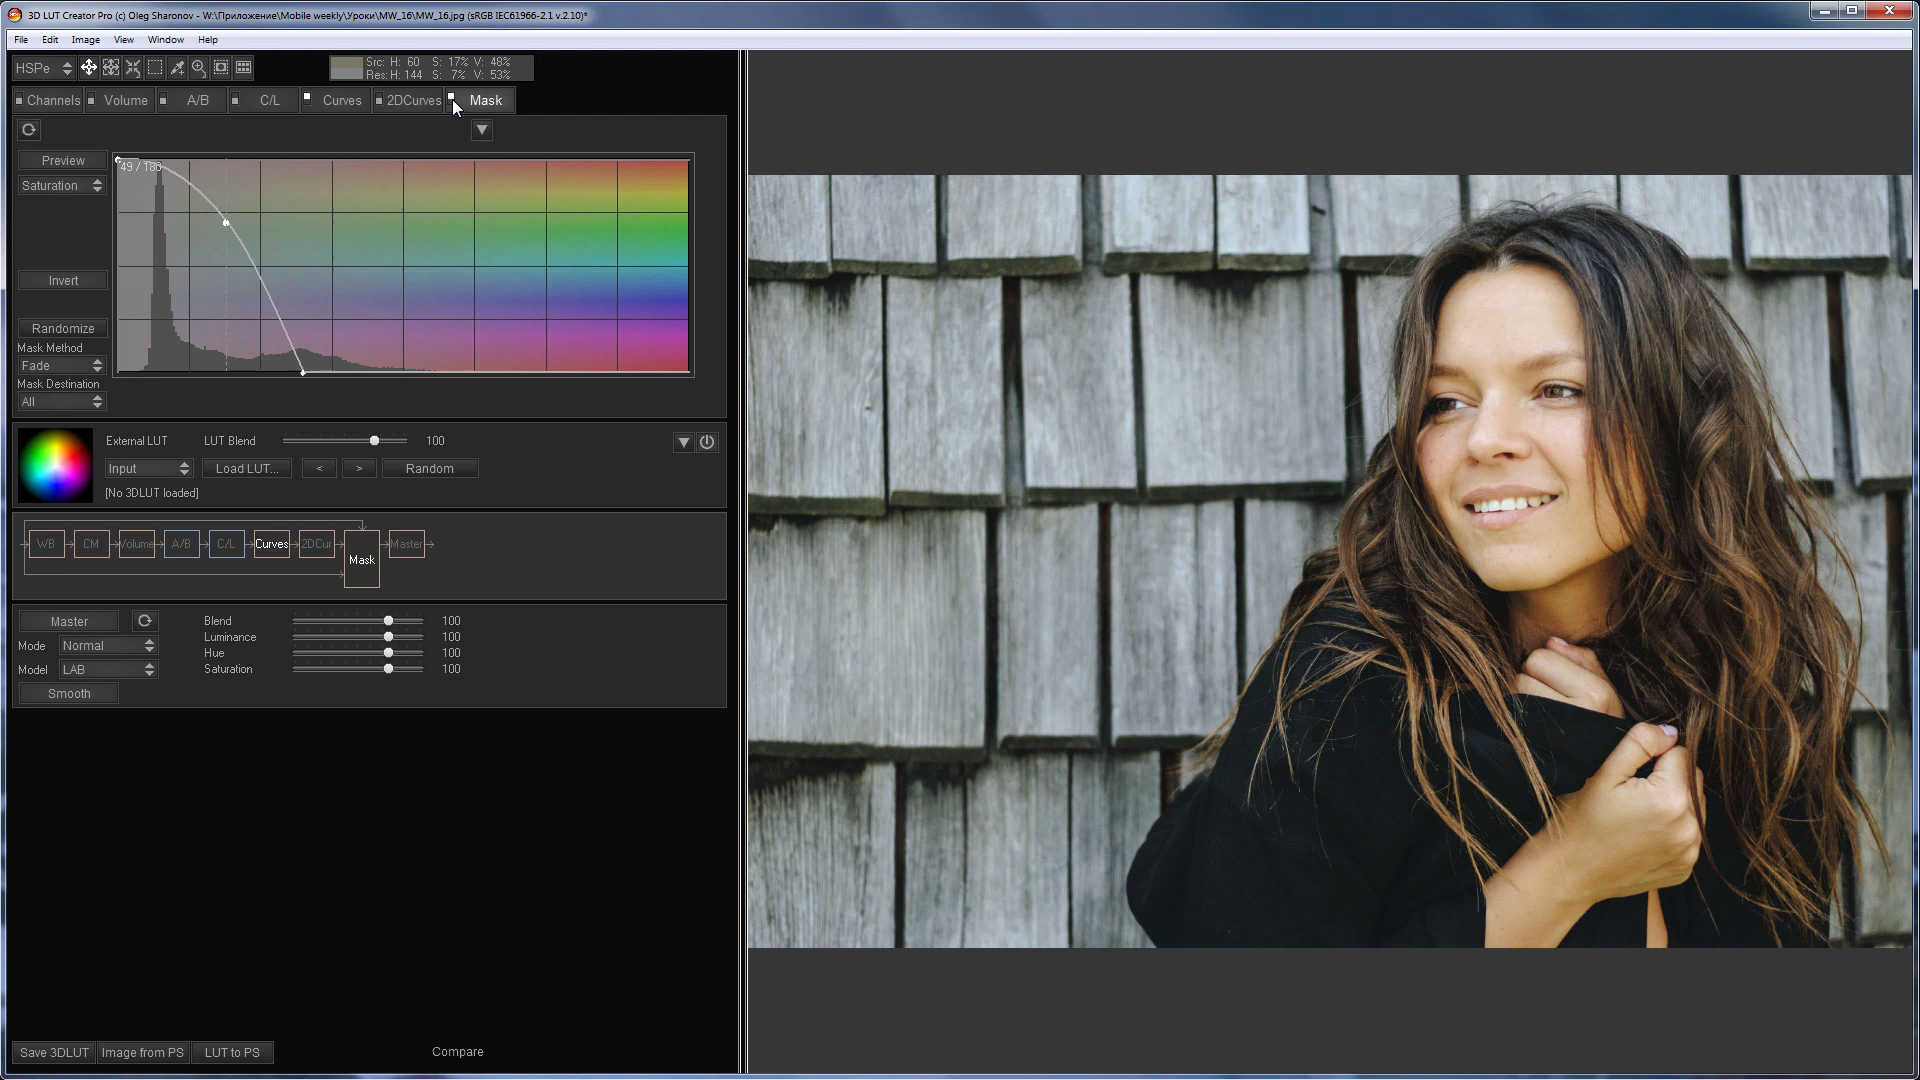 3D LUT Creator Pro (c) Oleg Sharonov - W:\Приложение\Mobile weekly\Уроки\MW_16\MW_16.jpg (sRGB IEC61966-2.1 v.2.10)*
File Edit Image View Window Help
HSPe
Src: H: 60 S: 17% V: 48%
Res: H: 144 S: 7% V: 53%
Channels Volume A/B C/L Curves 2DCurves Mask
Preview
49 / 188
Saturation
Invert
Randomize
Mask Method
Fade
Mask Destination
All
External LUT LUT Blend 100
Input Load LUT... < > Random
[No 3DLUT loaded]
WB CM Volume A/B C/L Curves 2DCur Mask Master
Master
Mode Normal
Model LAB
Smooth
Blend 100
Luminance 100
Hue 100
Saturation 100
Save 3DLUT Image from PS LUT to PS Compare